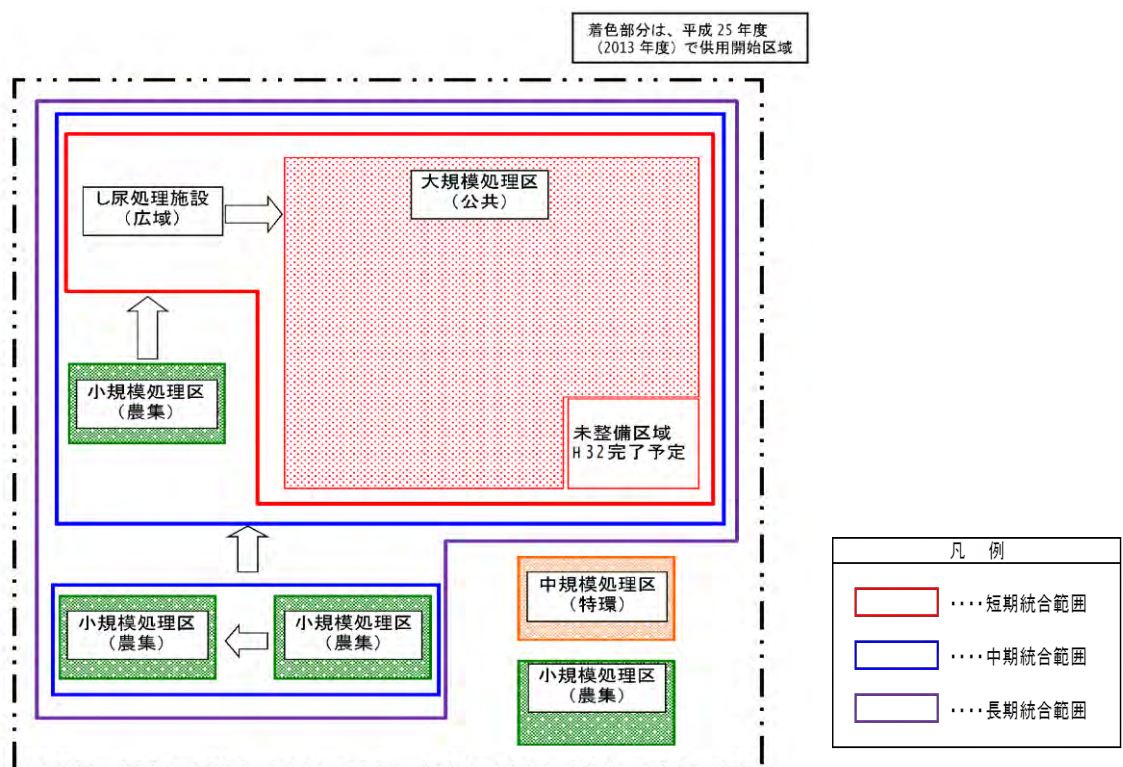 着色部分は、平成25年度
（2013年度）で供用開始区域
し尿処理施設
（広域）
大規模処理区
（公共）
小規模処理区
（農集）
未整備区域
H32完了予定
小規模処理区
（農集）
小規模処理区
（農集）
中規模処理区
（特環）
小規模処理区
（農集）
凡 例
････短期統合範囲
････中期統合範囲
････長期統合範囲